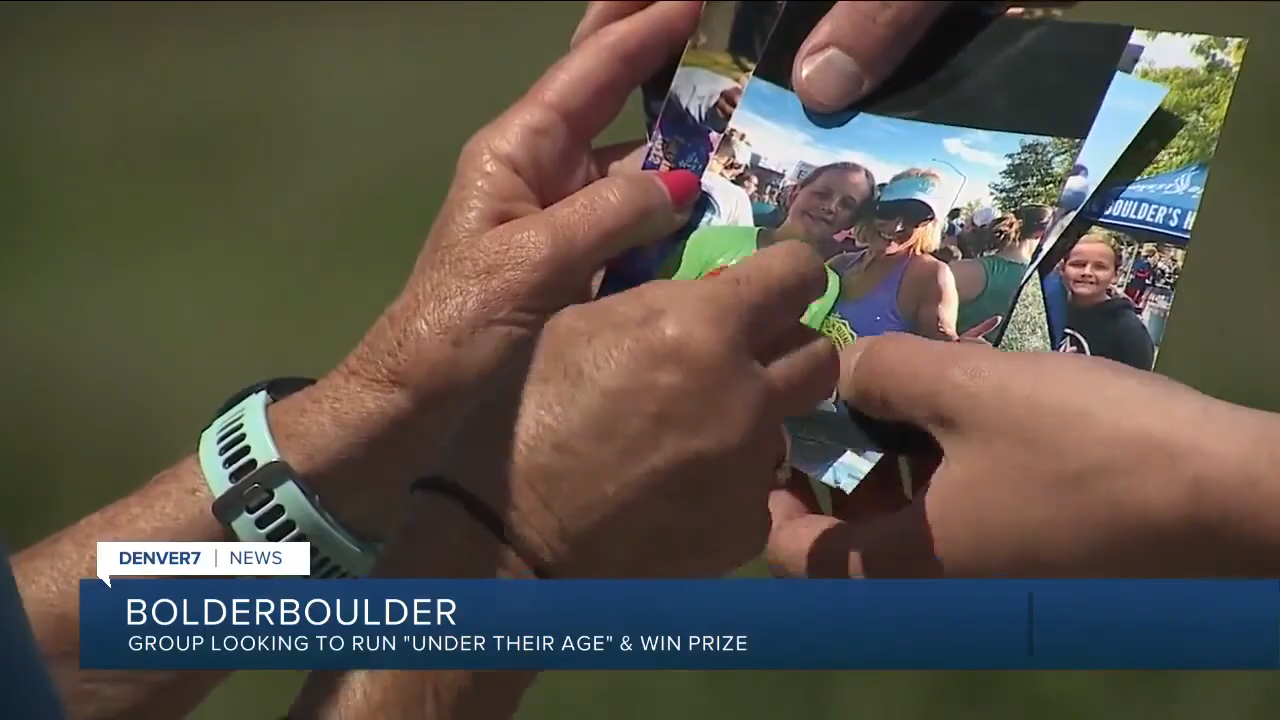 BOULDER'S H
DENVER7 | NEWS
BOLDERBOULDER
GROUP LOOKING TO RUN "UNDER THEIR AGE" & WIN PRIZE